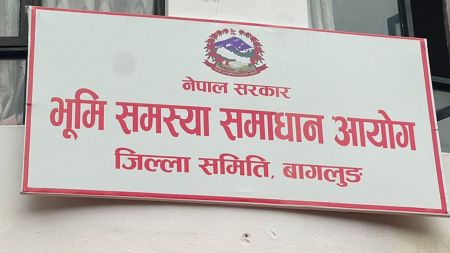 नेपाल सरकार
भूमि समस्या समाधान आयोग
जिल्ला समिति, बागलुङ